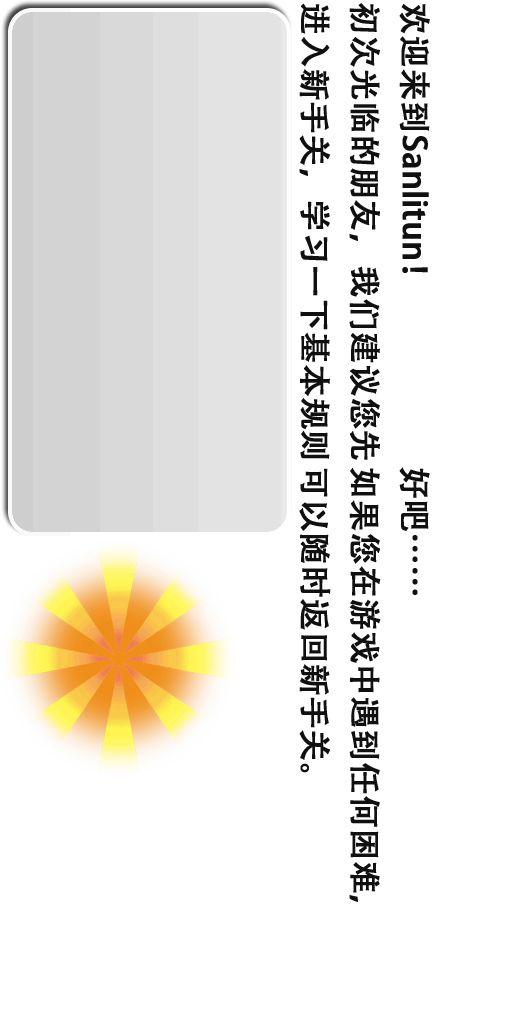 欢迎来到Sanlitun!
初次光临的朋友，我们建议您先
进入新手关，学习一下基本规则
好吧……
如果您在游戏中遇到任何困难，
可以随时返回新手关。